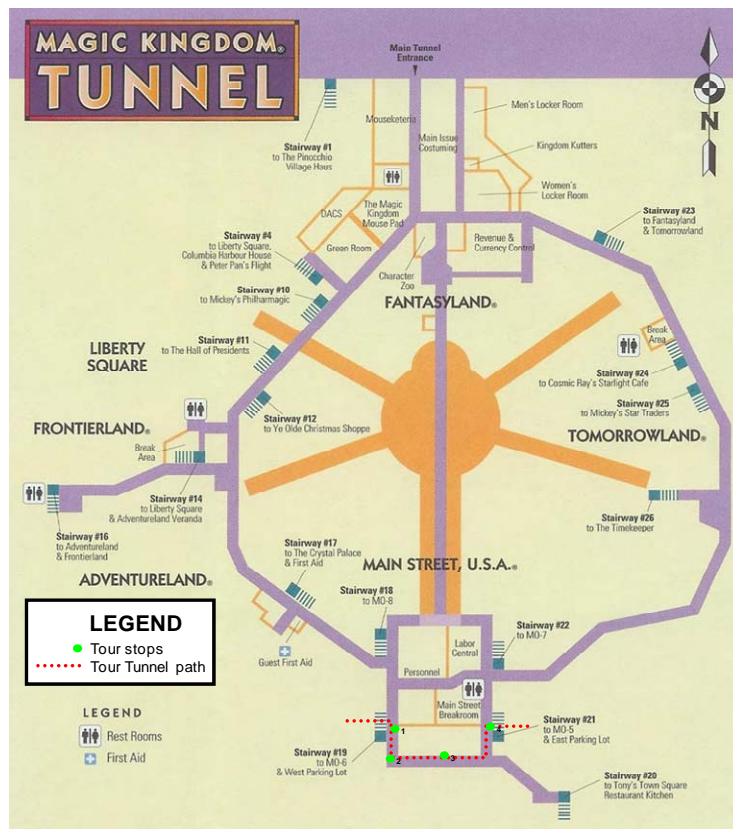 MAGIC KINGDOM®
TUNNEL
Main Tunnel
Entrance
N
Mouseketeria
Main Issue
Costuming
Men's Locker Room
Kingdom Kutters
Women's
Locker Room
Stairway #1
to The Pinocchio
Village Haus
DACS
The Magic
Kingdom
Mouse Pad
Green Room
Stairway #4
to Liberty Square,
Columbia Harbour House
& Peter Pan's Flight
Stairway #10
to Mickey's Philharmagic
Character
Zoo
Revenue &
Currency Control
Stairway #23
to Fantasyland
& Tomorrowland
FANTASYLAND®
LIBERTY
SQUARE
Stairway #11
to The Hall of Presidents
Break
Area
Stairway #24
to Cosmic Ray's Starlight Cafe
Stairway #25
to Mickey's Star Traders
Stairway #12
to Ye Olde Christmas Shoppe
FRONTIERLAND®
TOMORROWLAND®
Break
Area
Stairway #14
to Liberty Square
& Adventureland Veranda
Stairway #16
to Adventureland
& Frontierland
Stairway #26
to The Timekeeper
Stairway #17
to The Crystal Palace
& First Aid
ADVENTURELAND®
MAIN STREET, U.S.A.®
Stairway #18
to MO-8
Stairway #22
to MO-7
Guest First Aid
Labor
Central
Personnel
Main Street
Breakroom
LEGEND
Tour stops
Tour Tunnel path
LEGEND
Rest Rooms
First Aid
1
2
3
4
Stairway #19
to MO-6
& West Parking Lot
Stairway #21
to MO-5
& East Parking Lot
Stairway #20
to Tony's Town Square
Restaurant Kitchen